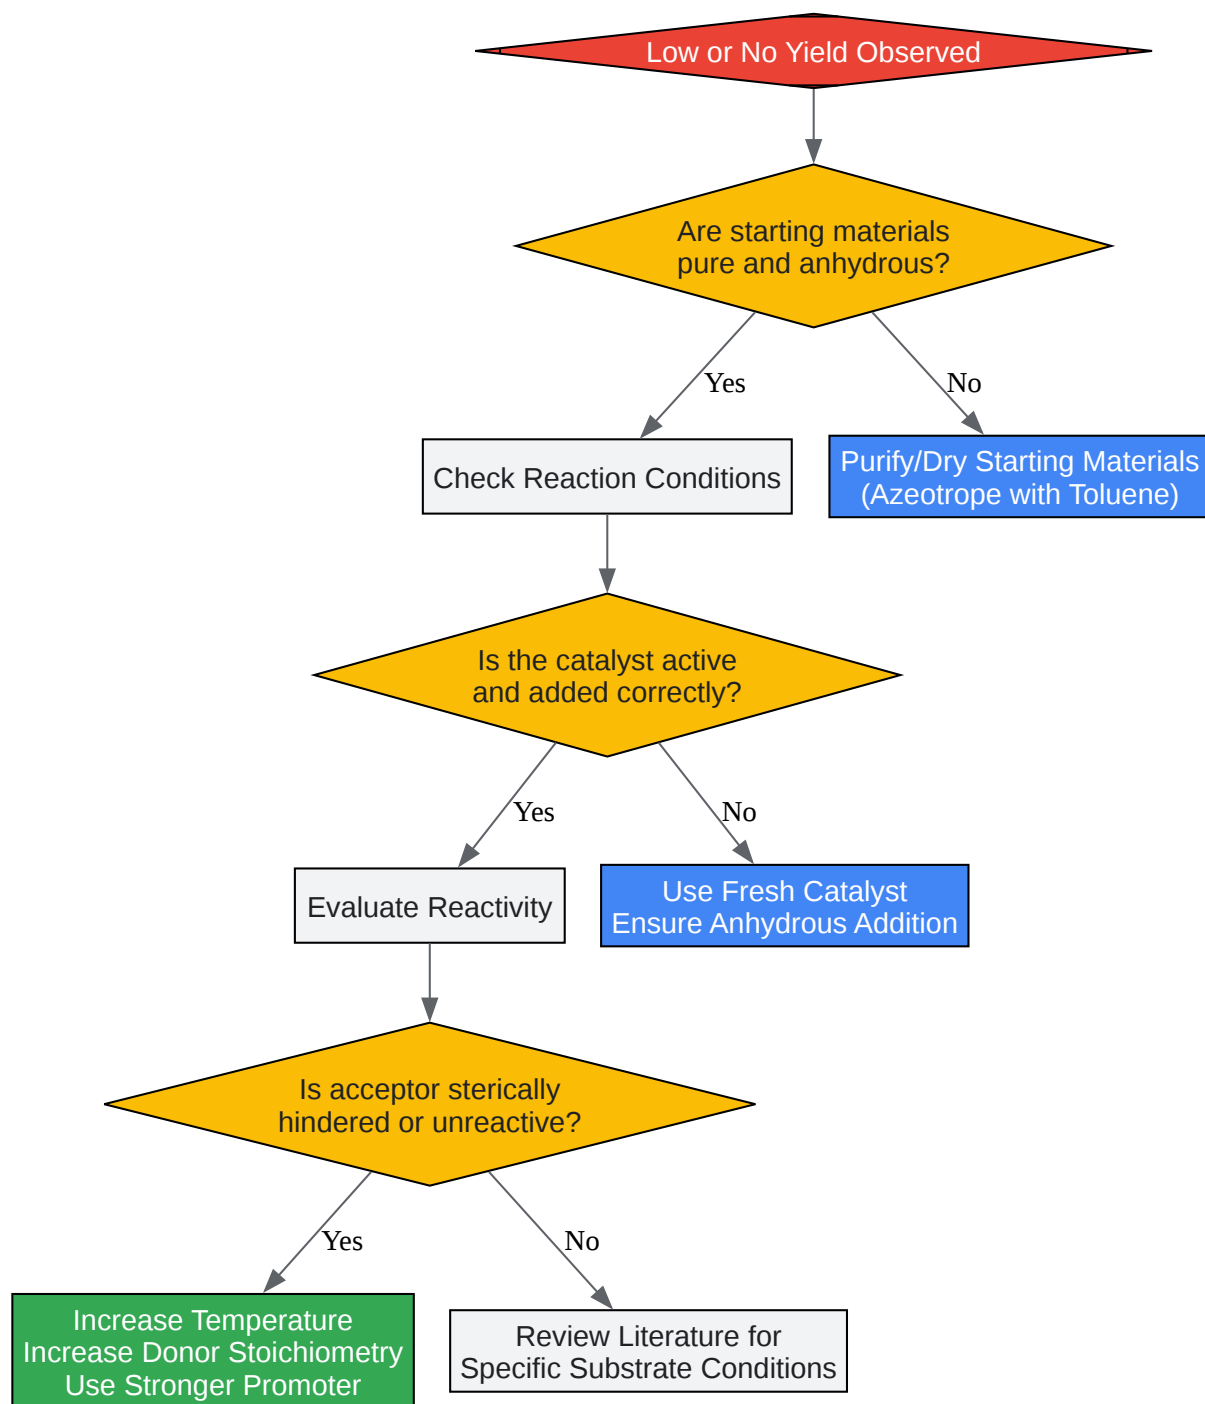 Low or No Yield Observed
Are starting materials
pure and anhydrous?
Yes
No
Check Reaction Conditions
Purify/Dry Starting Materials
(Azeotrope with Toluene)
Is the catalyst active
and added correctly?
Yes
No
Evaluate Reactivity
Use Fresh Catalyst
Ensure Anhydrous Addition
Is acceptor sterically
hindered or unreactive?
Yes
No
Increase Temperature
Increase Donor Stoichiometry
Use Stronger Promoter
Review Literature for
Specific Substrate Conditions